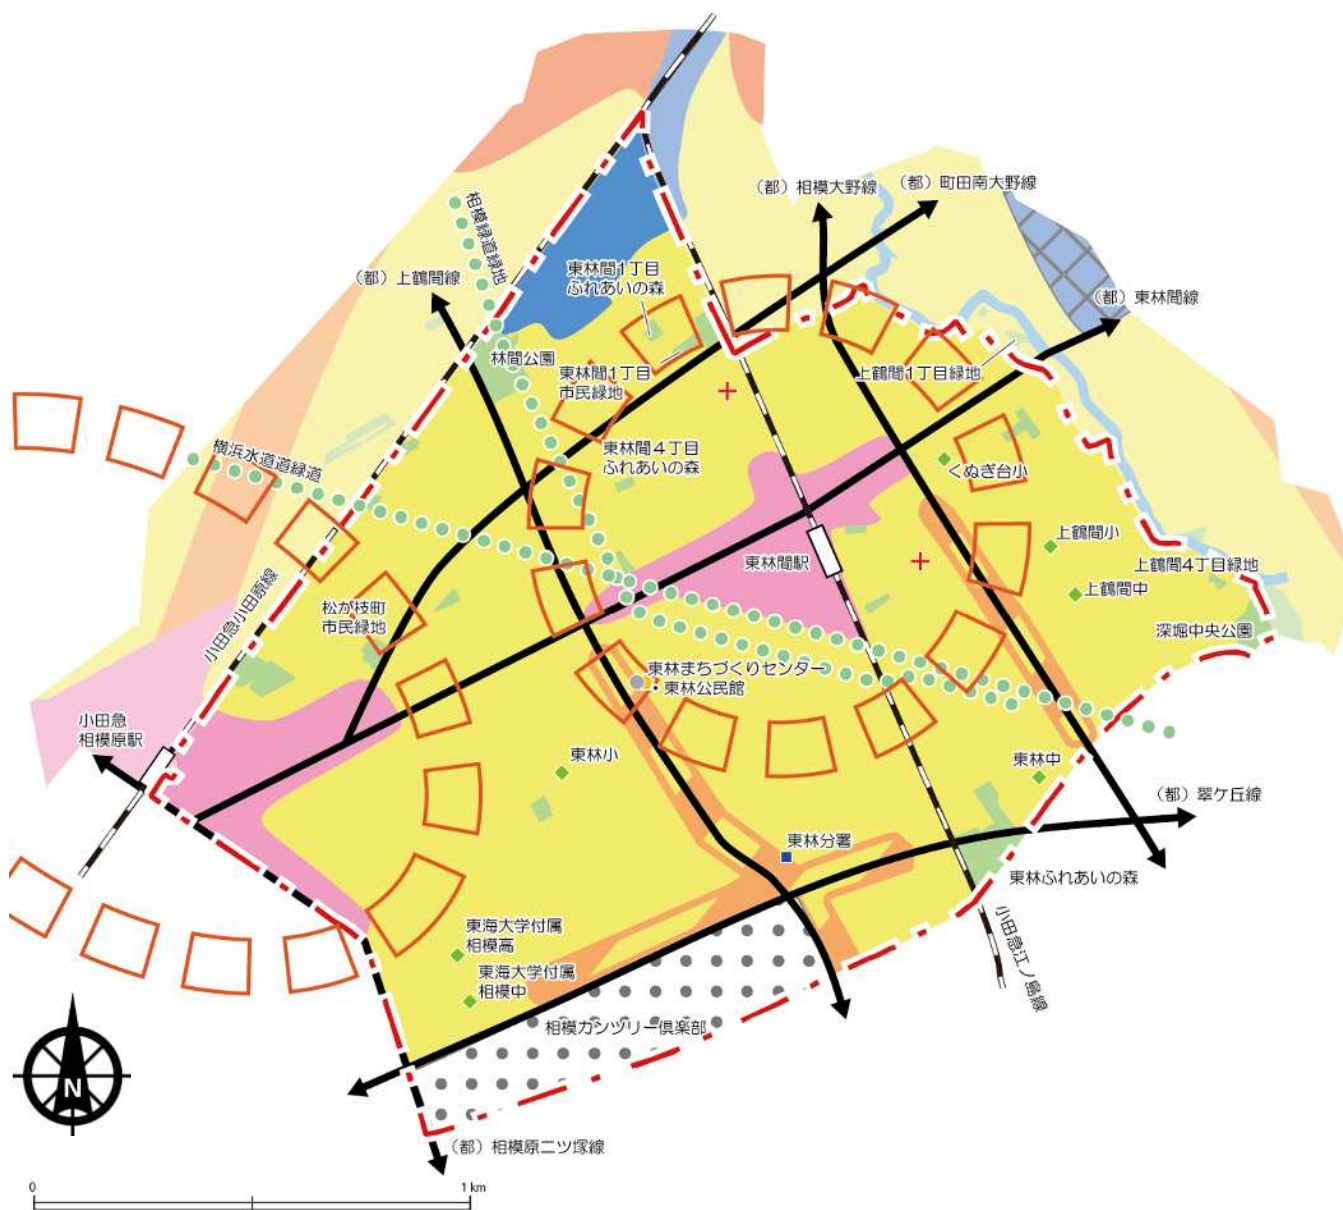 （都）相模大野線
（都）町田南大野線
相模緑道緑地
（都）上鶴間線
東林間1丁目
ふれあいの森
（都）東林間線
林間公園
東林間1丁目
市民緑地
上鶴間1丁目緑地
横浜水道道緑道
東林間4丁目
ふれあいの森
くぬぎ台小
上鶴間小
東林間駅
上鶴間4丁目緑地
上鶴間中
小田急小田原線
松が枝町
市民緑地
深堀中央公園
東林まちづくりセンター
・東林公民館
小田急
相模原駅
東林小
東林中
（都）翠ケ丘線
東林分署
東林ふれあいの森
小田急江ノ島線
東海大学付属
相模高
東海大学付属
相模中
相模カンツリー倶楽部
N
（都）相模原二ツ塚線
0
1 km